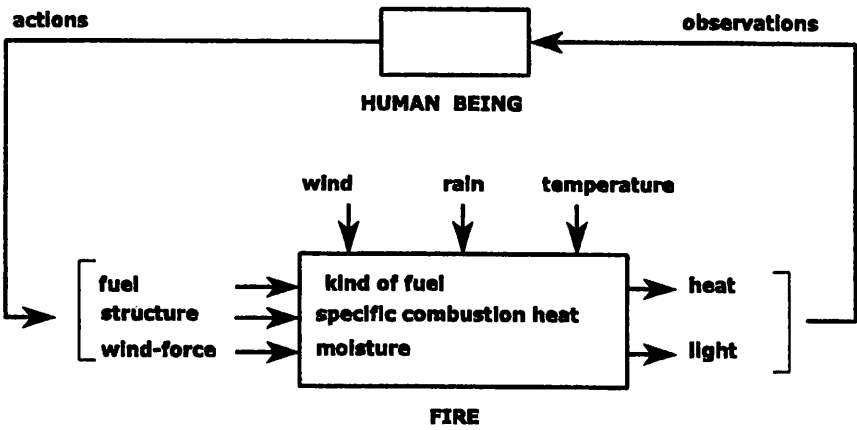 actions
observations
HUMAN BEING
wind rain temperature
fuel
structure
wind-force
kind of fuel
specific combustion heat
moisture
heat
light
FIRE